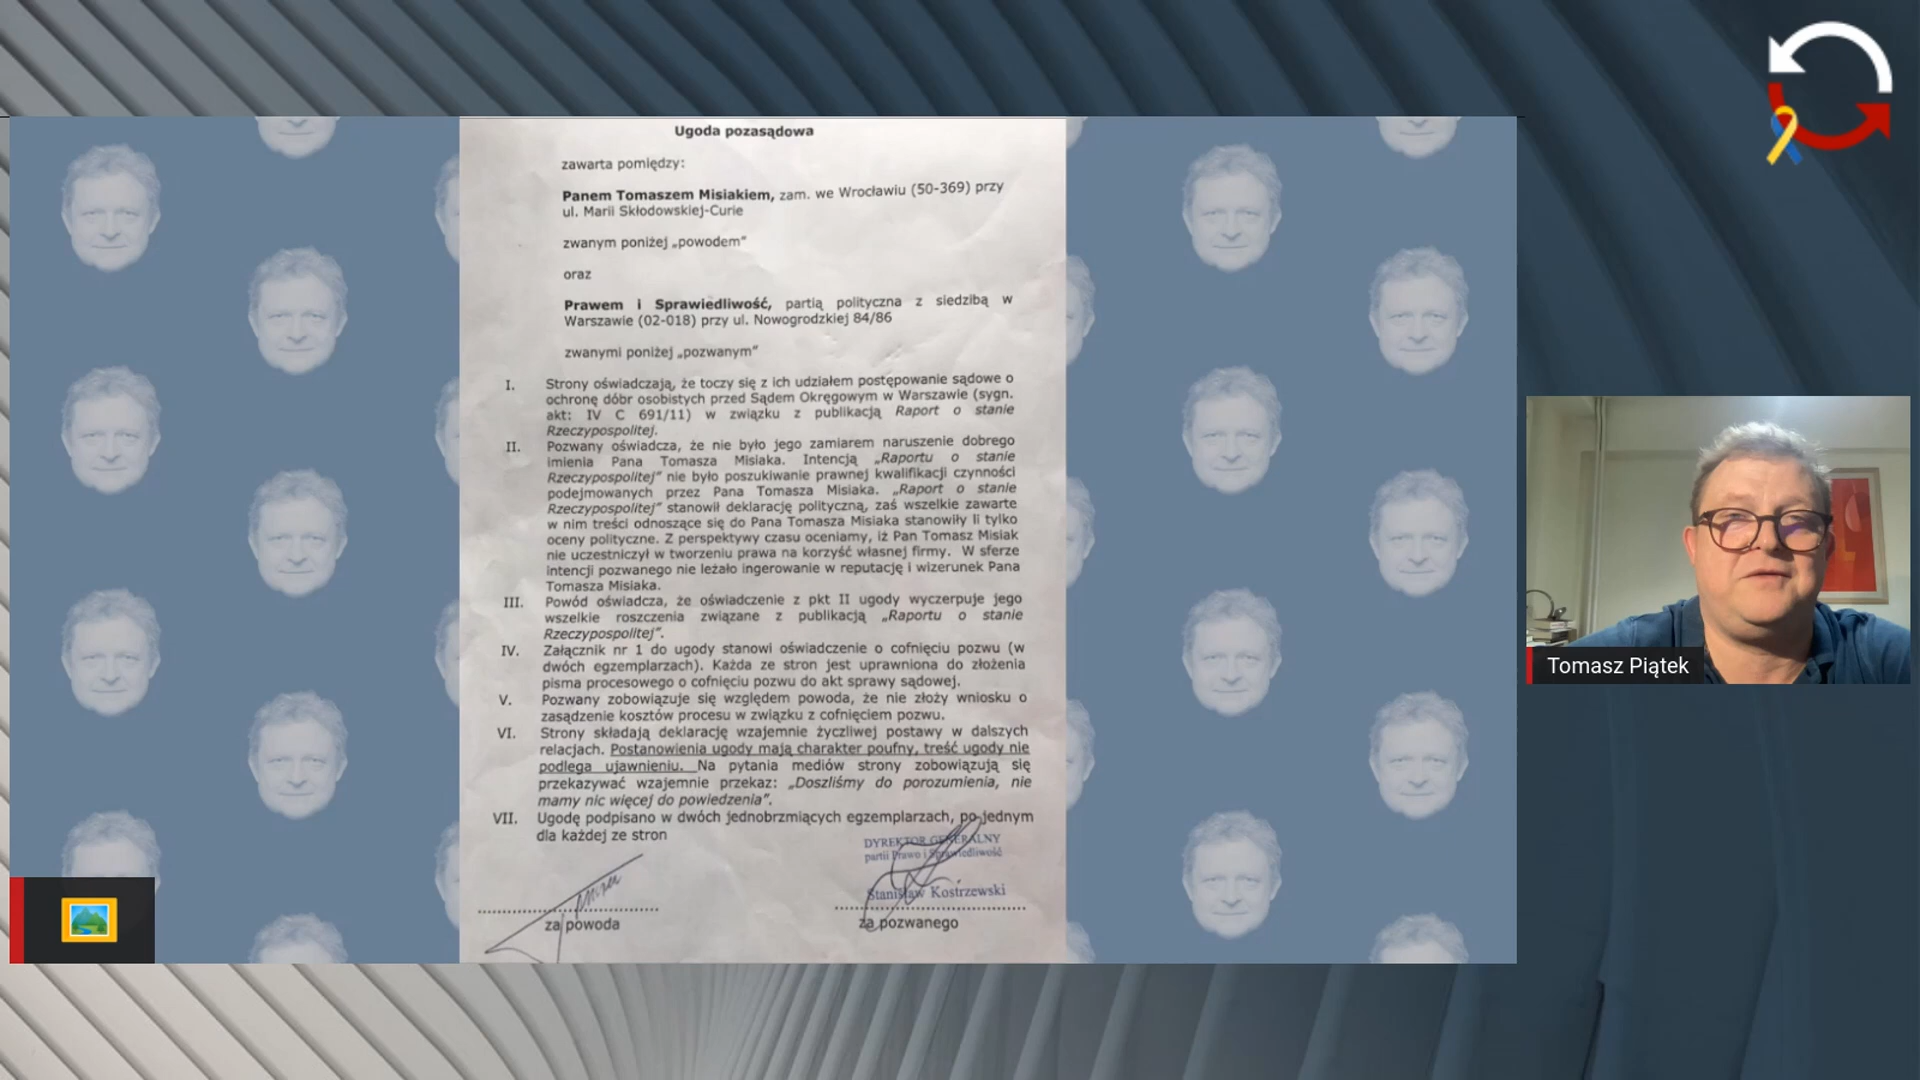 Ugoda pozasądowa
zawarta pomiędzy:
Panem Tomaszem Misiakiem, zam. we Wrocławiu (50-369) przy
ul. Marii Skłodowskiej-Curie
zwanym poniżej „powodem”
oraz
Prawem i Sprawiedliwość, partią polityczna z siedzibą w
Warszawie (02-018) przy ul. Nowogrodzkiej 84/86
zwanymi poniżej „pozwanym”
I. Strony oświadczają, że toczy się z ich udziałem postępowanie sądowe o
ochronę dóbr osobistych przed Sądem Okręgowym w Warszawie (sygn.
akt: IV C 691/11) w związku z publikacją Raport o stanie
Rzeczypospolitej.
II. Pozwany oświadcza, że nie było jego zamiarem naruszenie dobrego
imienia Pana Tomasza Misiaka. Intencją „Raportu o stanie
Rzeczypospolitej” nie było poszukiwanie prawnej kwalifikacji czynności
podejmowanych przez Pana Tomasza Misiaka. „Raport o stanie
Rzeczypospolitej” stanowił deklarację polityczną, zaś wszelkie zawarte
w nim treści odnoszące się do Pana Tomasza Misiaka stanowiły li tylko
oceny polityczne. Z perspektywy czasu oceniamy, iż Pan Tomasz Misiak
nie uczestniczył w tworzeniu prawa na korzyść własnej firmy. W sferze
intencji pozwanego nie leżało ingerowanie w reputację i wizerunek Pana
Tomasza Misiaka.
III. Powód oświadcza, że oświadczenie z pkt II ugody wyczerpuje jego
wszelkie roszczenia związane z publikacją „Raportu o stanie
Rzeczypospolitej”.
IV. Załącznik nr 1 do ugody stanowi oświadczenie o cofnięciu pozwu (w
dwóch egzemplarzach). Każda ze stron jest uprawniona do złożenia
pisma procesowego o cofnięciu pozwu do akt sprawy sądowej.
V. Pozwany zobowiązuje się względem powoda, że nie złoży wniosku o
zasądzenie kosztów procesu w związku z cofnięciem pozwu.
VI. Strony składają deklarację wzajemnie życzliwej postawy w dalszych
relacjach. Postanowienia ugody mają charakter poufny, treść ugody nie
podlega ujawnieniu. Na pytania mediów strony zobowiązują się
przekazywać wzajemnie przekaz: „Doszliśmy do porozumienia, nie
mamy nic więcej do powiedzenia”.
VII. Ugodę podpisano w dwóch jednobrzmiących egzemplarzach, po jednym
dla każdej ze stron
DYREKTOR GENERALNY
partii Prawo i Sprawiedliwość
Stanisław Kostrzewski
za powoda
za pozwanego
Tomasz Piątek